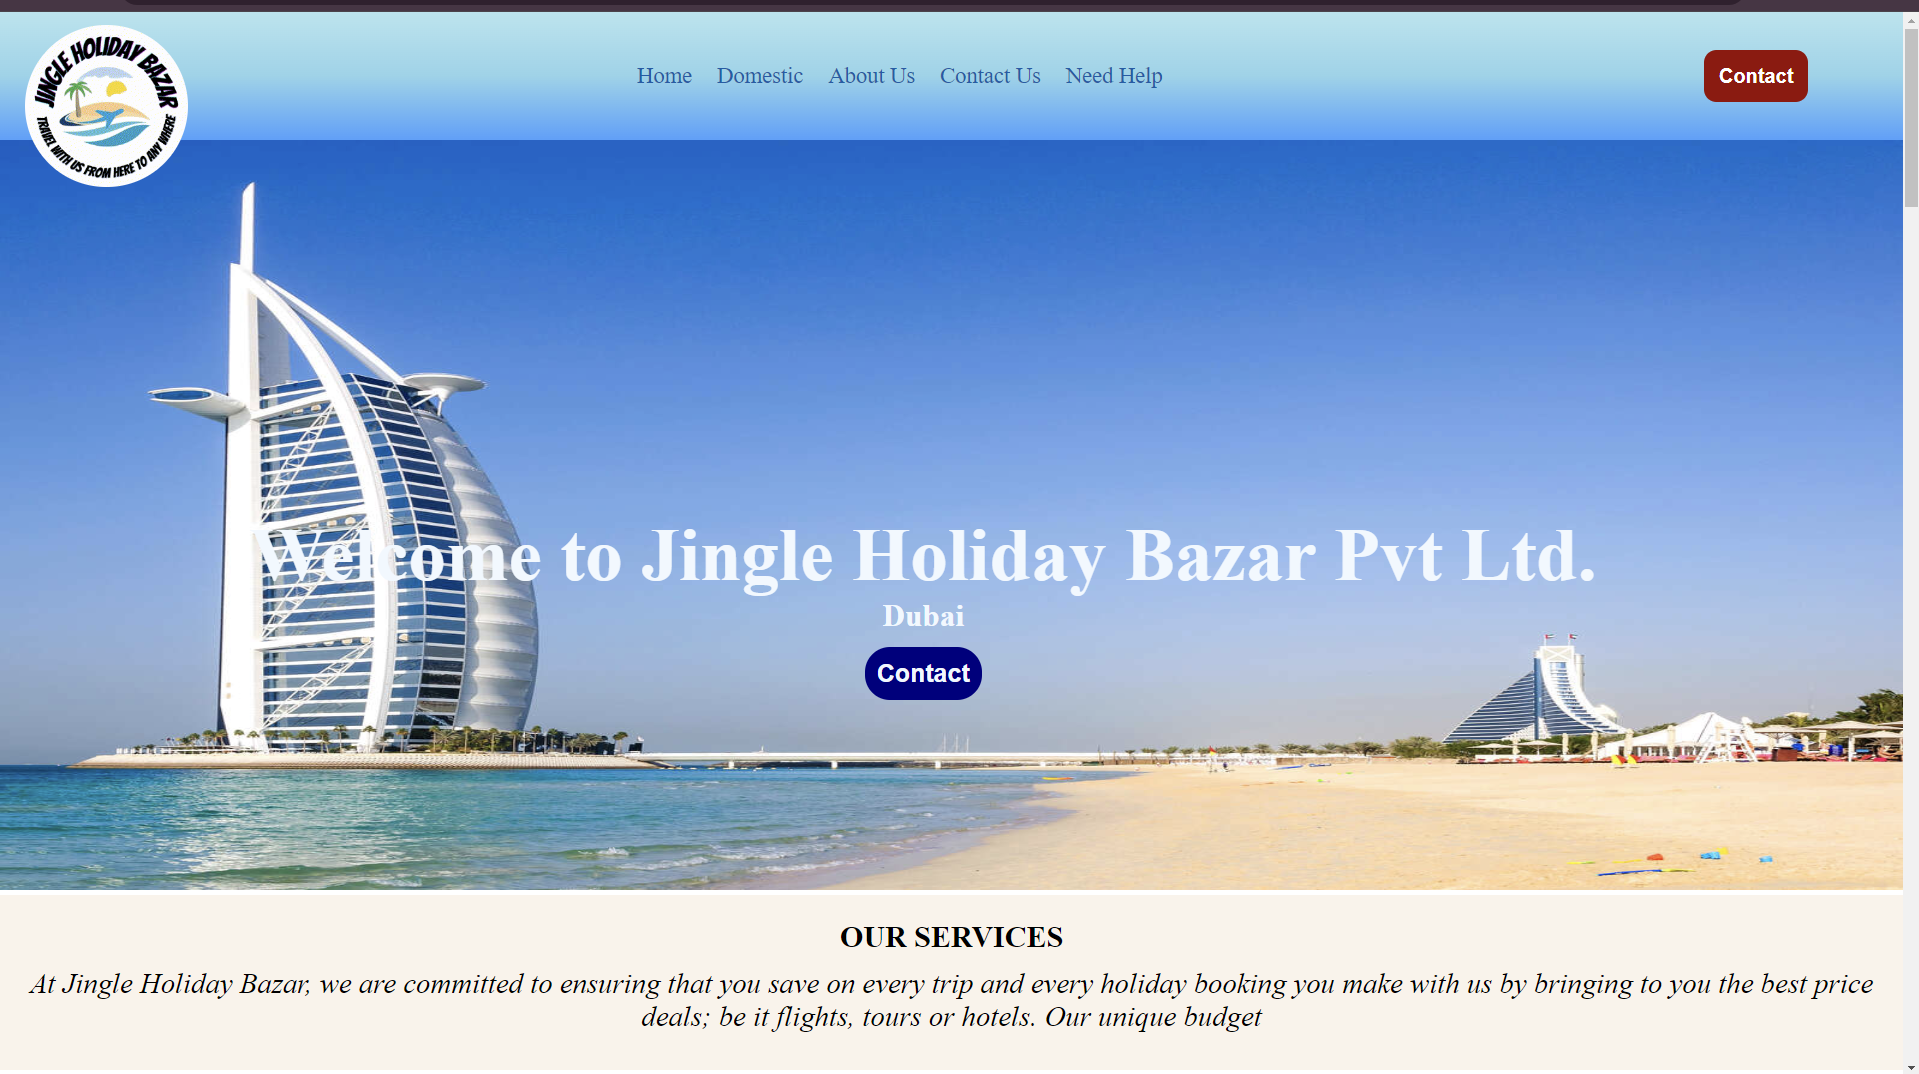 JINGLE HOLIDAY BAZAR
TRAVEL WITH US FROM HERE TO ANY WHERE
Home Domestic About Us Contact Us Need Help
Contact
Welcome to Jingle Holiday Bazar Pvt Ltd.
Dubai
Contact
OUR SERVICES
At Jingle Holiday Bazar, we are committed to ensuring that you save on every trip and every holiday booking you make with us by bringing to you the best price
deals; be it flights, tours or hotels. Our unique budget